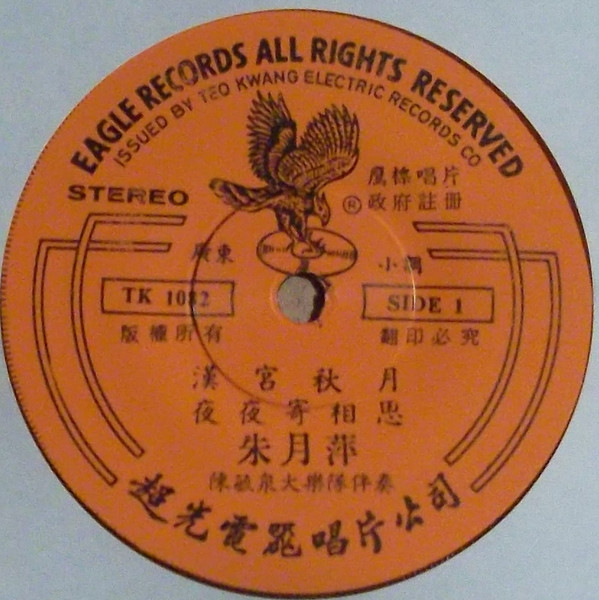 EAGLE RECORDS ALL RIGHTS RESERVED
ISSUED BY TEO KWANG ELECTRIC RECORDS CO
STEREO
鷹標唱片
® 政府註冊
廣東 小調
TK 1082 SIDE 1
版權所有 翻印必究
漢宮秋月
夜夜寄相思
朱月萍
陳毓泉大樂隊伴奏
超光電器唱片公司